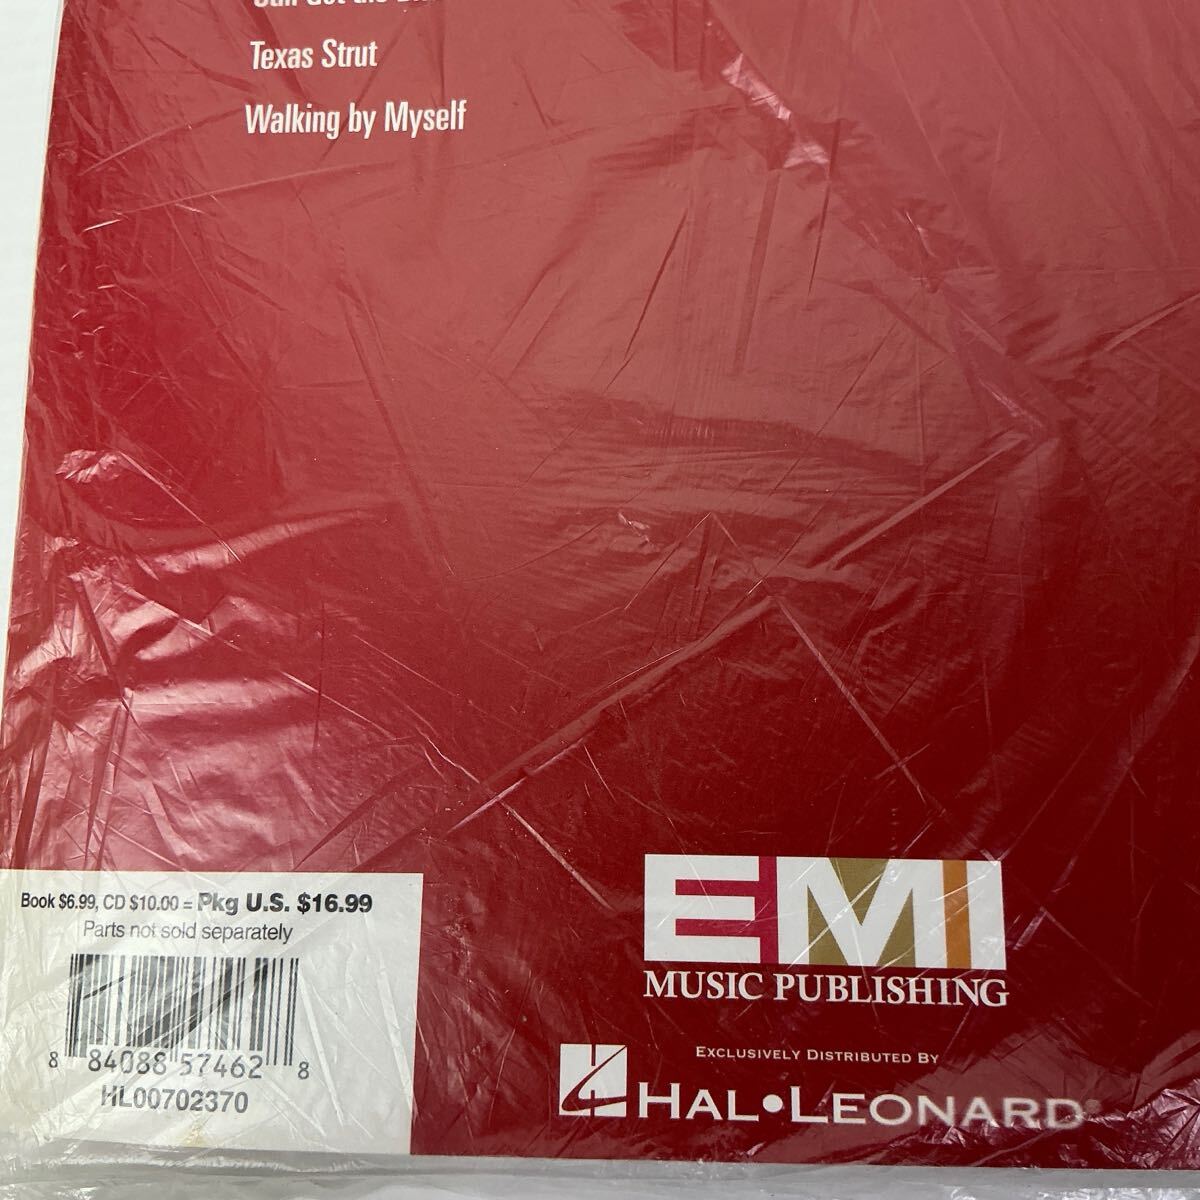 Texas Strut
Walking by Myself
Book $6.99, CD $10.00 = Pkg U.S. $16.99
Parts not sold separately
8 84088 57462 8
HL00702370
EMI
MUSIC PUBLISHING
EXCLUSIVELY DISTRIBUTED BY
HAL•LEONARD®